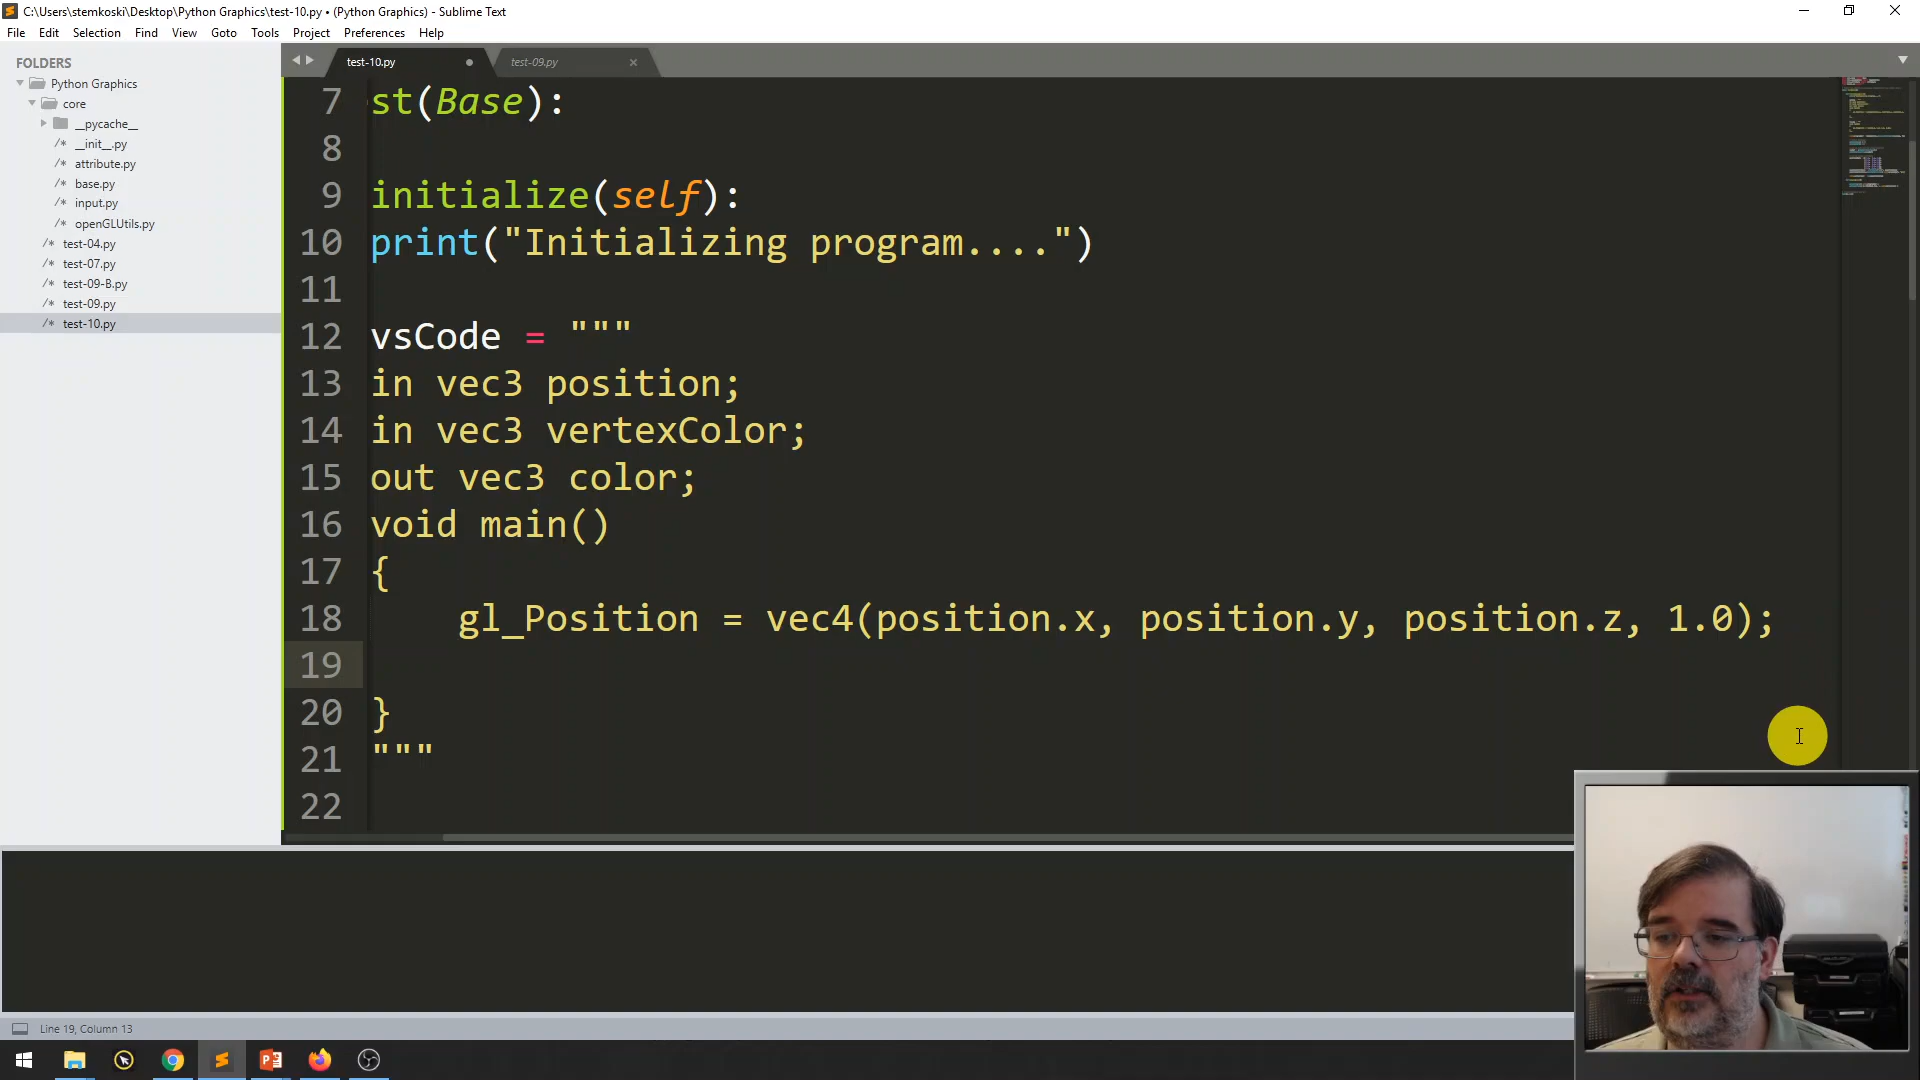 C:\Users\stemkoski\Desktop\Python Graphics\test-10.py • (Python Graphics) - Sublime Text
File Edit Selection Find View Goto Tools Project Preferences Help
FOLDERS
Python Graphics
core
__pycache__
__init__.py
attribute.py
base.py
input.py
openGLUtils.py
test-04.py
test-07.py
test-09-B.py
test-09.py
test-10.py
test-10.py test-09.py
7 st(Base):
8
9 initialize(self):
10 print("Initializing program....")
11
12 vsCode = """
13 in vec3 position;
14 in vec3 vertexColor;
15 out vec3 color;
16 void main()
17 {
18 gl_Position = vec4(position.x, position.y, position.z, 1.0);
19
20 }
21 """
22
Line 19, Column 13